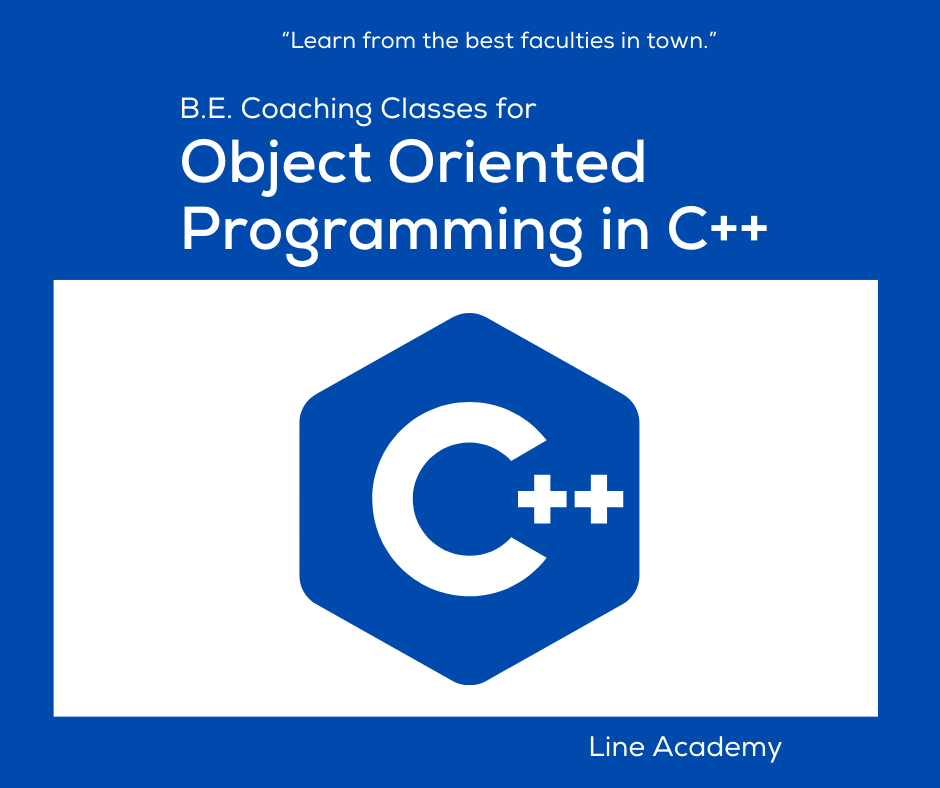 “Learn from the best faculties in town.”
B.E. Coaching Classes for
Object Oriented
Programming in C++
C++
Line Academy